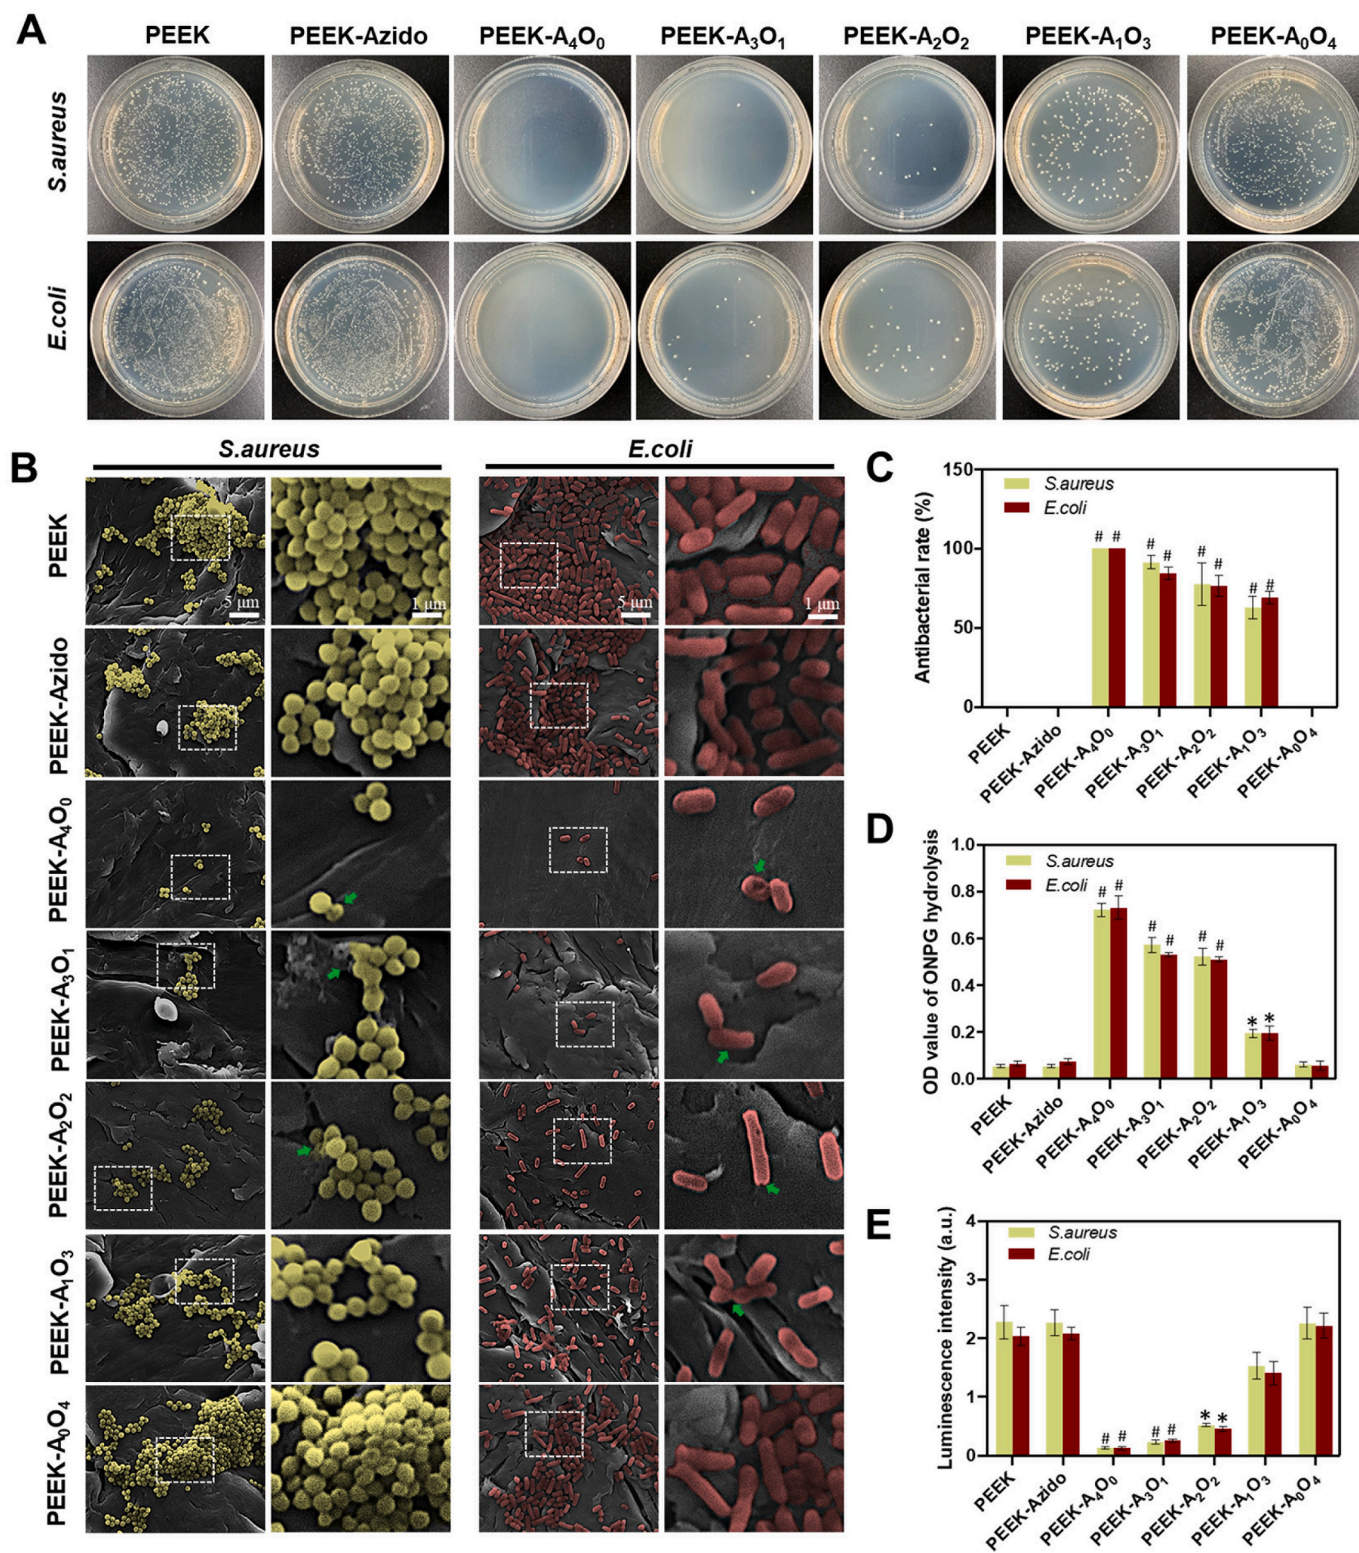 A
PEEK PEEK-Azido PEEK-A₄O₀ PEEK-A₃O₁ PEEK-A₂O₂ PEEK-A₁O₃ PEEK-A₀O₄
S.aureus
E.coli
B
S.aureus E.coli
PEEK
5 μm 1 μm 5 μm 1 μm
PEEK-Azido
PEEK-A₄O₀
PEEK-A₃O₁
PEEK-A₂O₂
PEEK-A₁O₃
PEEK-A₀O₄
C
Antibacterial rate (%)
150
100
50
0
S.aureus
E.coli
# # # # # # # #
PEEK PEEK-Azido PEEK-A₄O₀ PEEK-A₃O₁ PEEK-A₂O₂ PEEK-A₁O₃ PEEK-A₀O₄
D
OD value of ONPG hydrolysis
1.0
0.8
0.6
0.4
0.2
0.0
S.aureus
E.coli
# # # # # # * *
PEEK PEEK-Azido PEEK-A₄O₀ PEEK-A₃O₁ PEEK-A₂O₂ PEEK-A₁O₃ PEEK-A₀O₄
E
Luminescence intensity (a.u.)
4
3
2
1
0
S.aureus
E.coli
# # # # * *
PEEK PEEK-Azido PEEK-A₄O₀ PEEK-A₃O₁ PEEK-A₂O₂ PEEK-A₁O₃ PEEK-A₀O₄